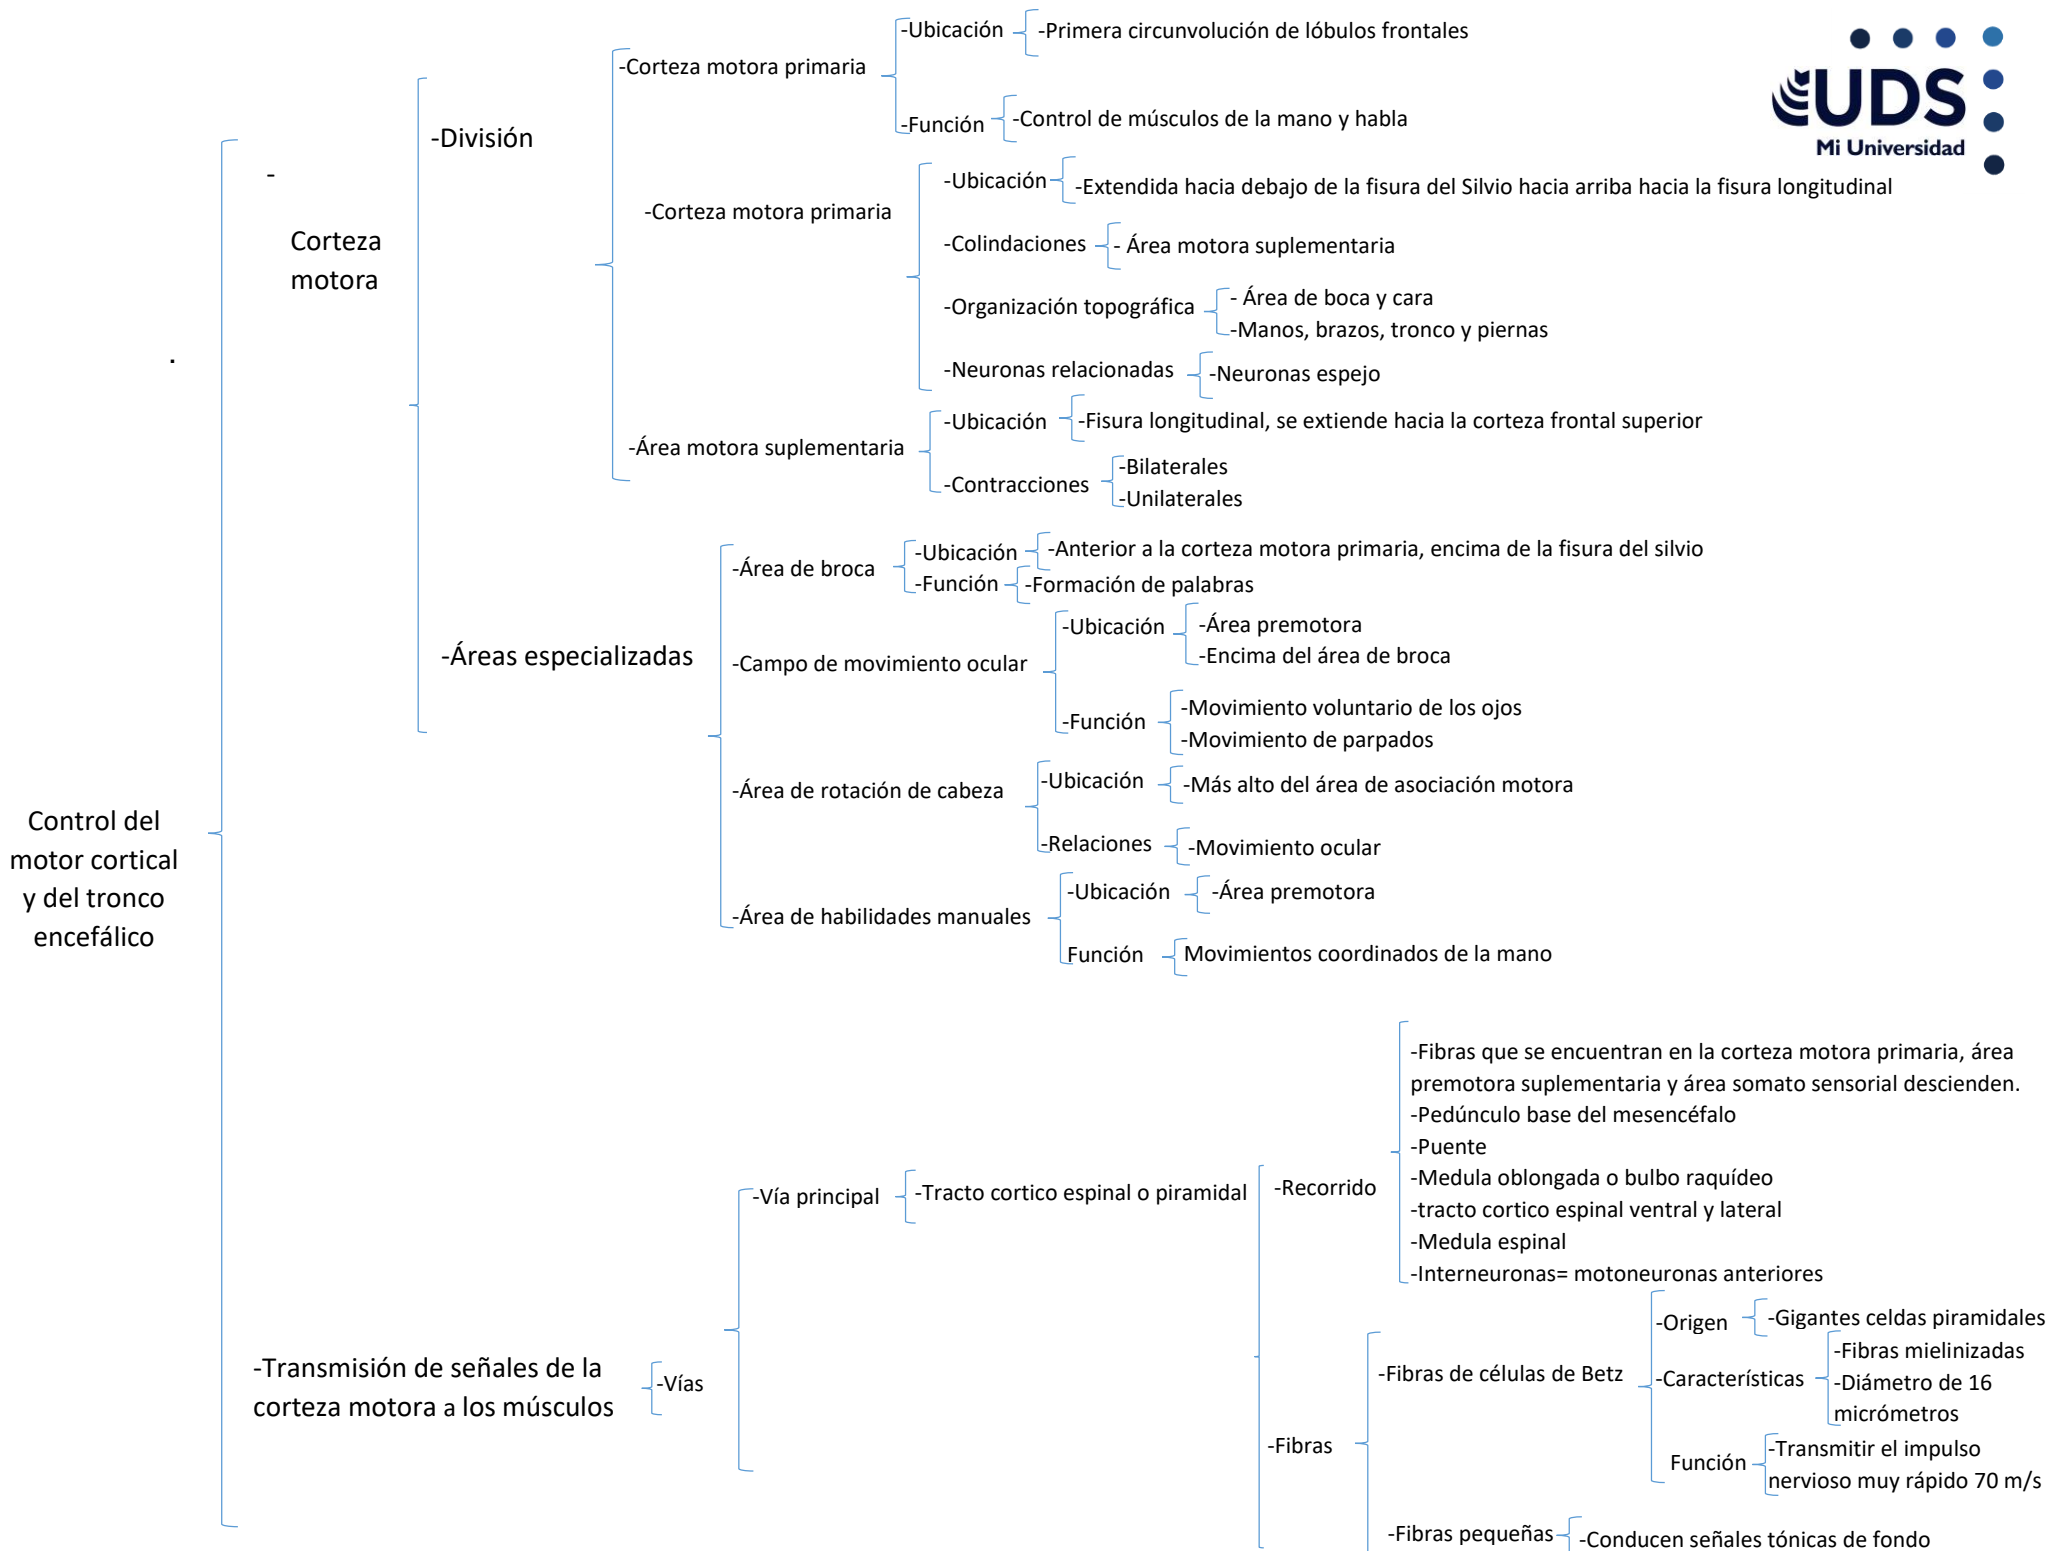 -Ubicación
-Primera circunvolución de lóbulos frontales
-Corteza motora primaria
-Función
-Control de músculos de la mano y habla
UDS
Mi Universidad
-División
-
Corteza
motora
.
-Corteza motora primaria
-Ubicación
-Extendida hacia debajo de la fisura del Silvio hacia arriba hacia la fisura longitudinal
-Colindaciones
- Área motora suplementaria
-Organización topográfica
- Área de boca y cara
-Manos, brazos, tronco y piernas
-Neuronas relacionadas
-Neuronas espejo
-Área motora suplementaria
-Ubicación
-Fisura longitudinal, se extiende hacia la corteza frontal superior
-Contracciones
-Bilaterales
-Unilaterales
-Áreas especializadas
-Área de broca
-Ubicación
-Anterior a la corteza motora primaria, encima de la fisura del silvio
-Función
-Formación de palabras
-Campo de movimiento ocular
-Ubicación
-Área premotora
-Encima del área de broca
-Función
-Movimiento voluntario de los ojos
-Movimiento de parpados
-Área de rotación de cabeza
-Ubicación
-Más alto del área de asociación motora
-Relaciones
-Movimiento ocular
-Área de habilidades manuales
-Ubicación
-Área premotora
Función
Movimientos coordinados de la mano
Control del
motor cortical
y del tronco
encefálico
-Transmisión de señales de la
corteza motora a los músculos
-Vías
-Vía principal
-Tracto cortico espinal o piramidal
-Recorrido
-Fibras que se encuentran en la corteza motora primaria, área
premotora suplementaria y área somato sensorial descienden.
-Pedúnculo base del mesencéfalo
-Puente
-Medula oblongada o bulbo raquídeo
-tracto cortico espinal ventral y lateral
-Medula espinal
-Interneuronas= motoneuronas anteriores
-Fibras
-Fibras de células de Betz
-Origen
-Gigantes celdas piramidales
-Características
-Fibras mielinizadas
-Diámetro de 16
micrómetros
Función
-Transmitir el impulso
nervioso muy rápido 70 m/s
-Fibras pequeñas
-Conducen señales tónicas de fondo